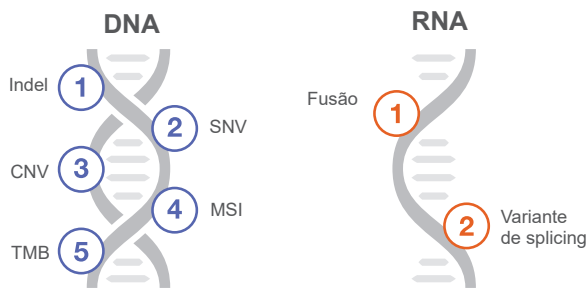 DNA
Indel
1
2
SNV
CNV
3
4
MSI
TMB
5
RNA
Fusão
1
2
Variante
de splicing